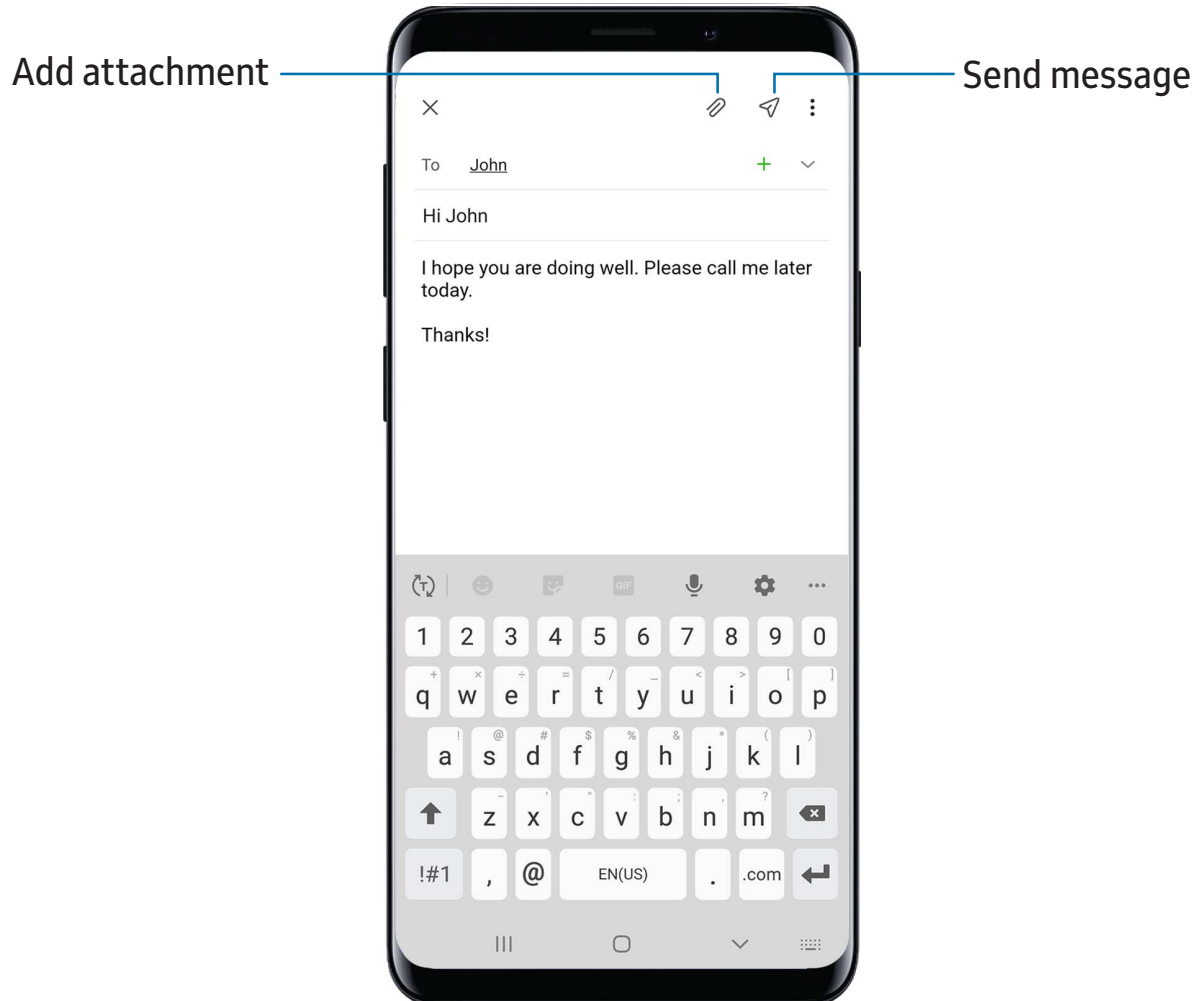 Add attachment
Send message
To John +
Hi John
I hope you are doing well. Please call me later
today.
Thanks!
T GIF
1 2 3 4 5 6 7 8 9 0
+ × ÷ = / _ < > [ ]
q w e r t y u i o p
! @ # $ % & * ( )
a s d f g h j k l
- ' " : ; , ?
z x c v b n m
!#1 , @ EN(US) . .com